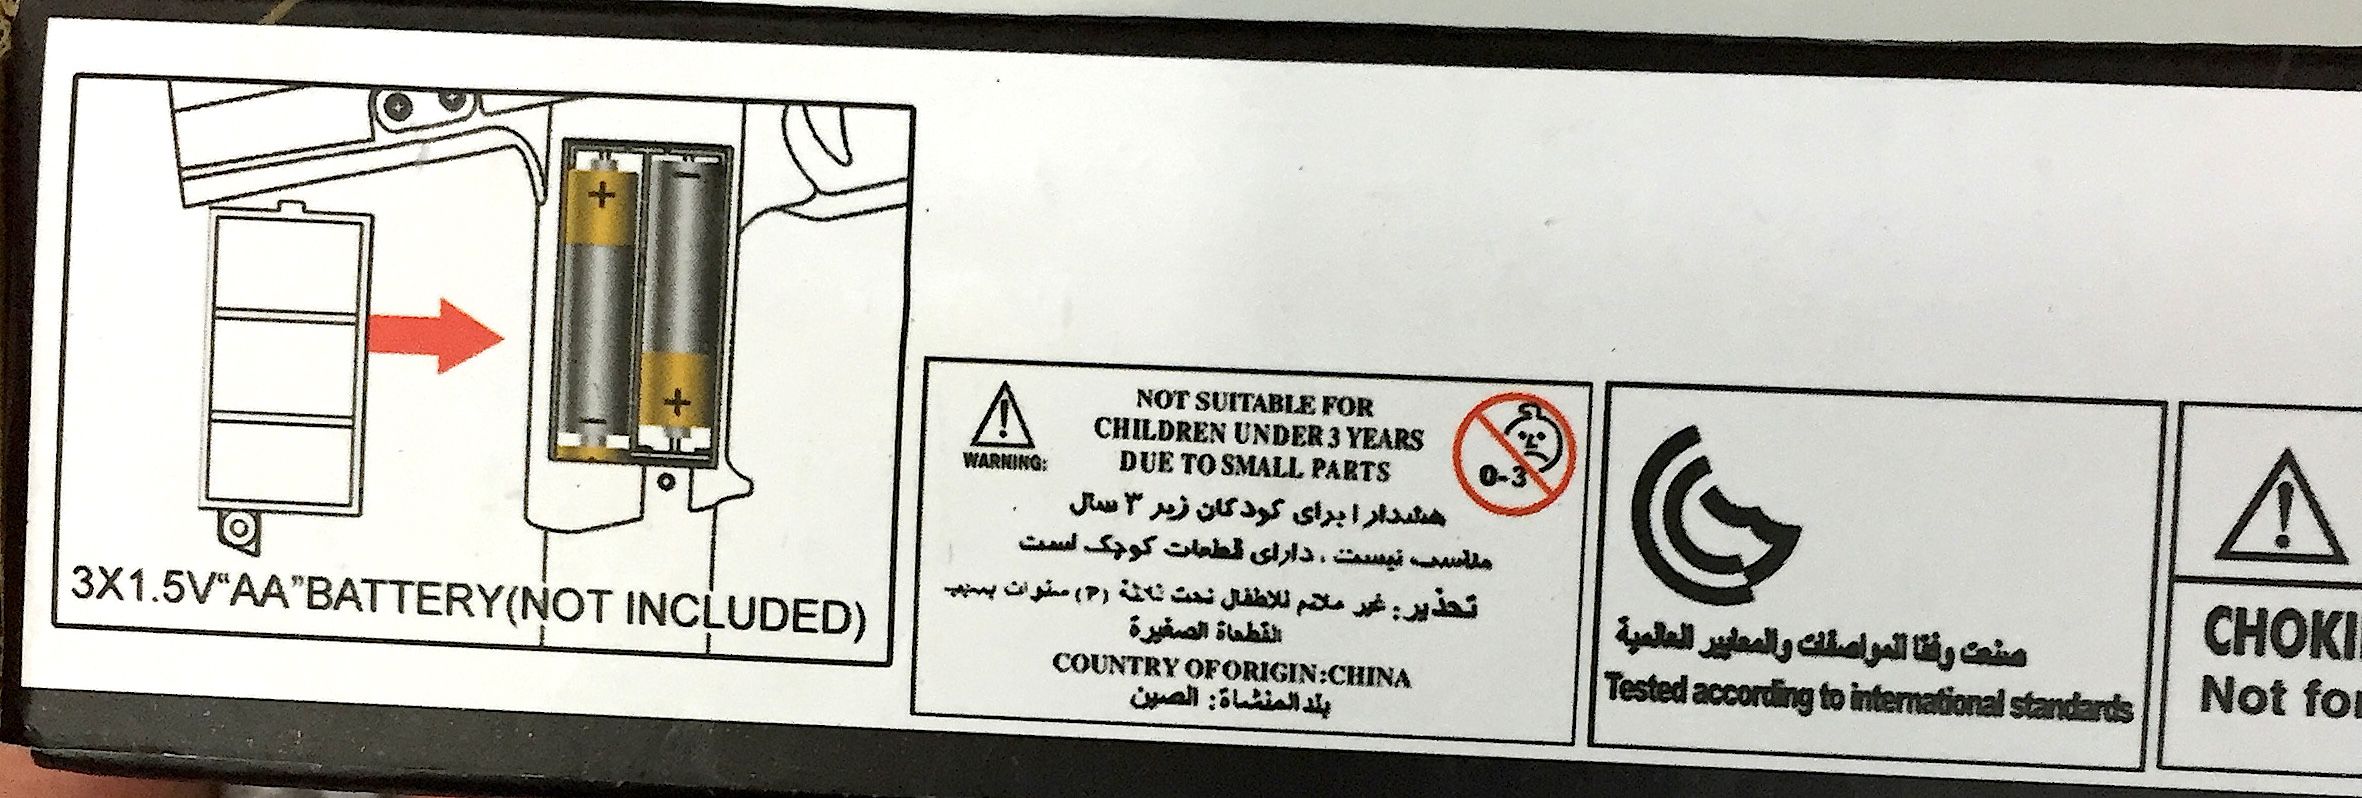 3X1.5V“AA”BATTERY(NOT INCLUDED)
WARNING:
NOT SUITABLE FOR
CHILDREN UNDER 3 YEARS
DUE TO SMALL PARTS
0-3
هشدار ! برای کودکان زیر ۳ سال
مناسب نیست ، دارای قطعات کوچک است
تحذير : غير ملائم للاطفال تحت ثلاثة (٣) سنوات بسبب
القطعاة الصغيرة
COUNTRY OF ORIGIN:CHINA
بلد المنشاة: الصين
صنعت وفقا للمواصفات والمعايير العالمية
Tested according to international standards
CHOKI
Not for